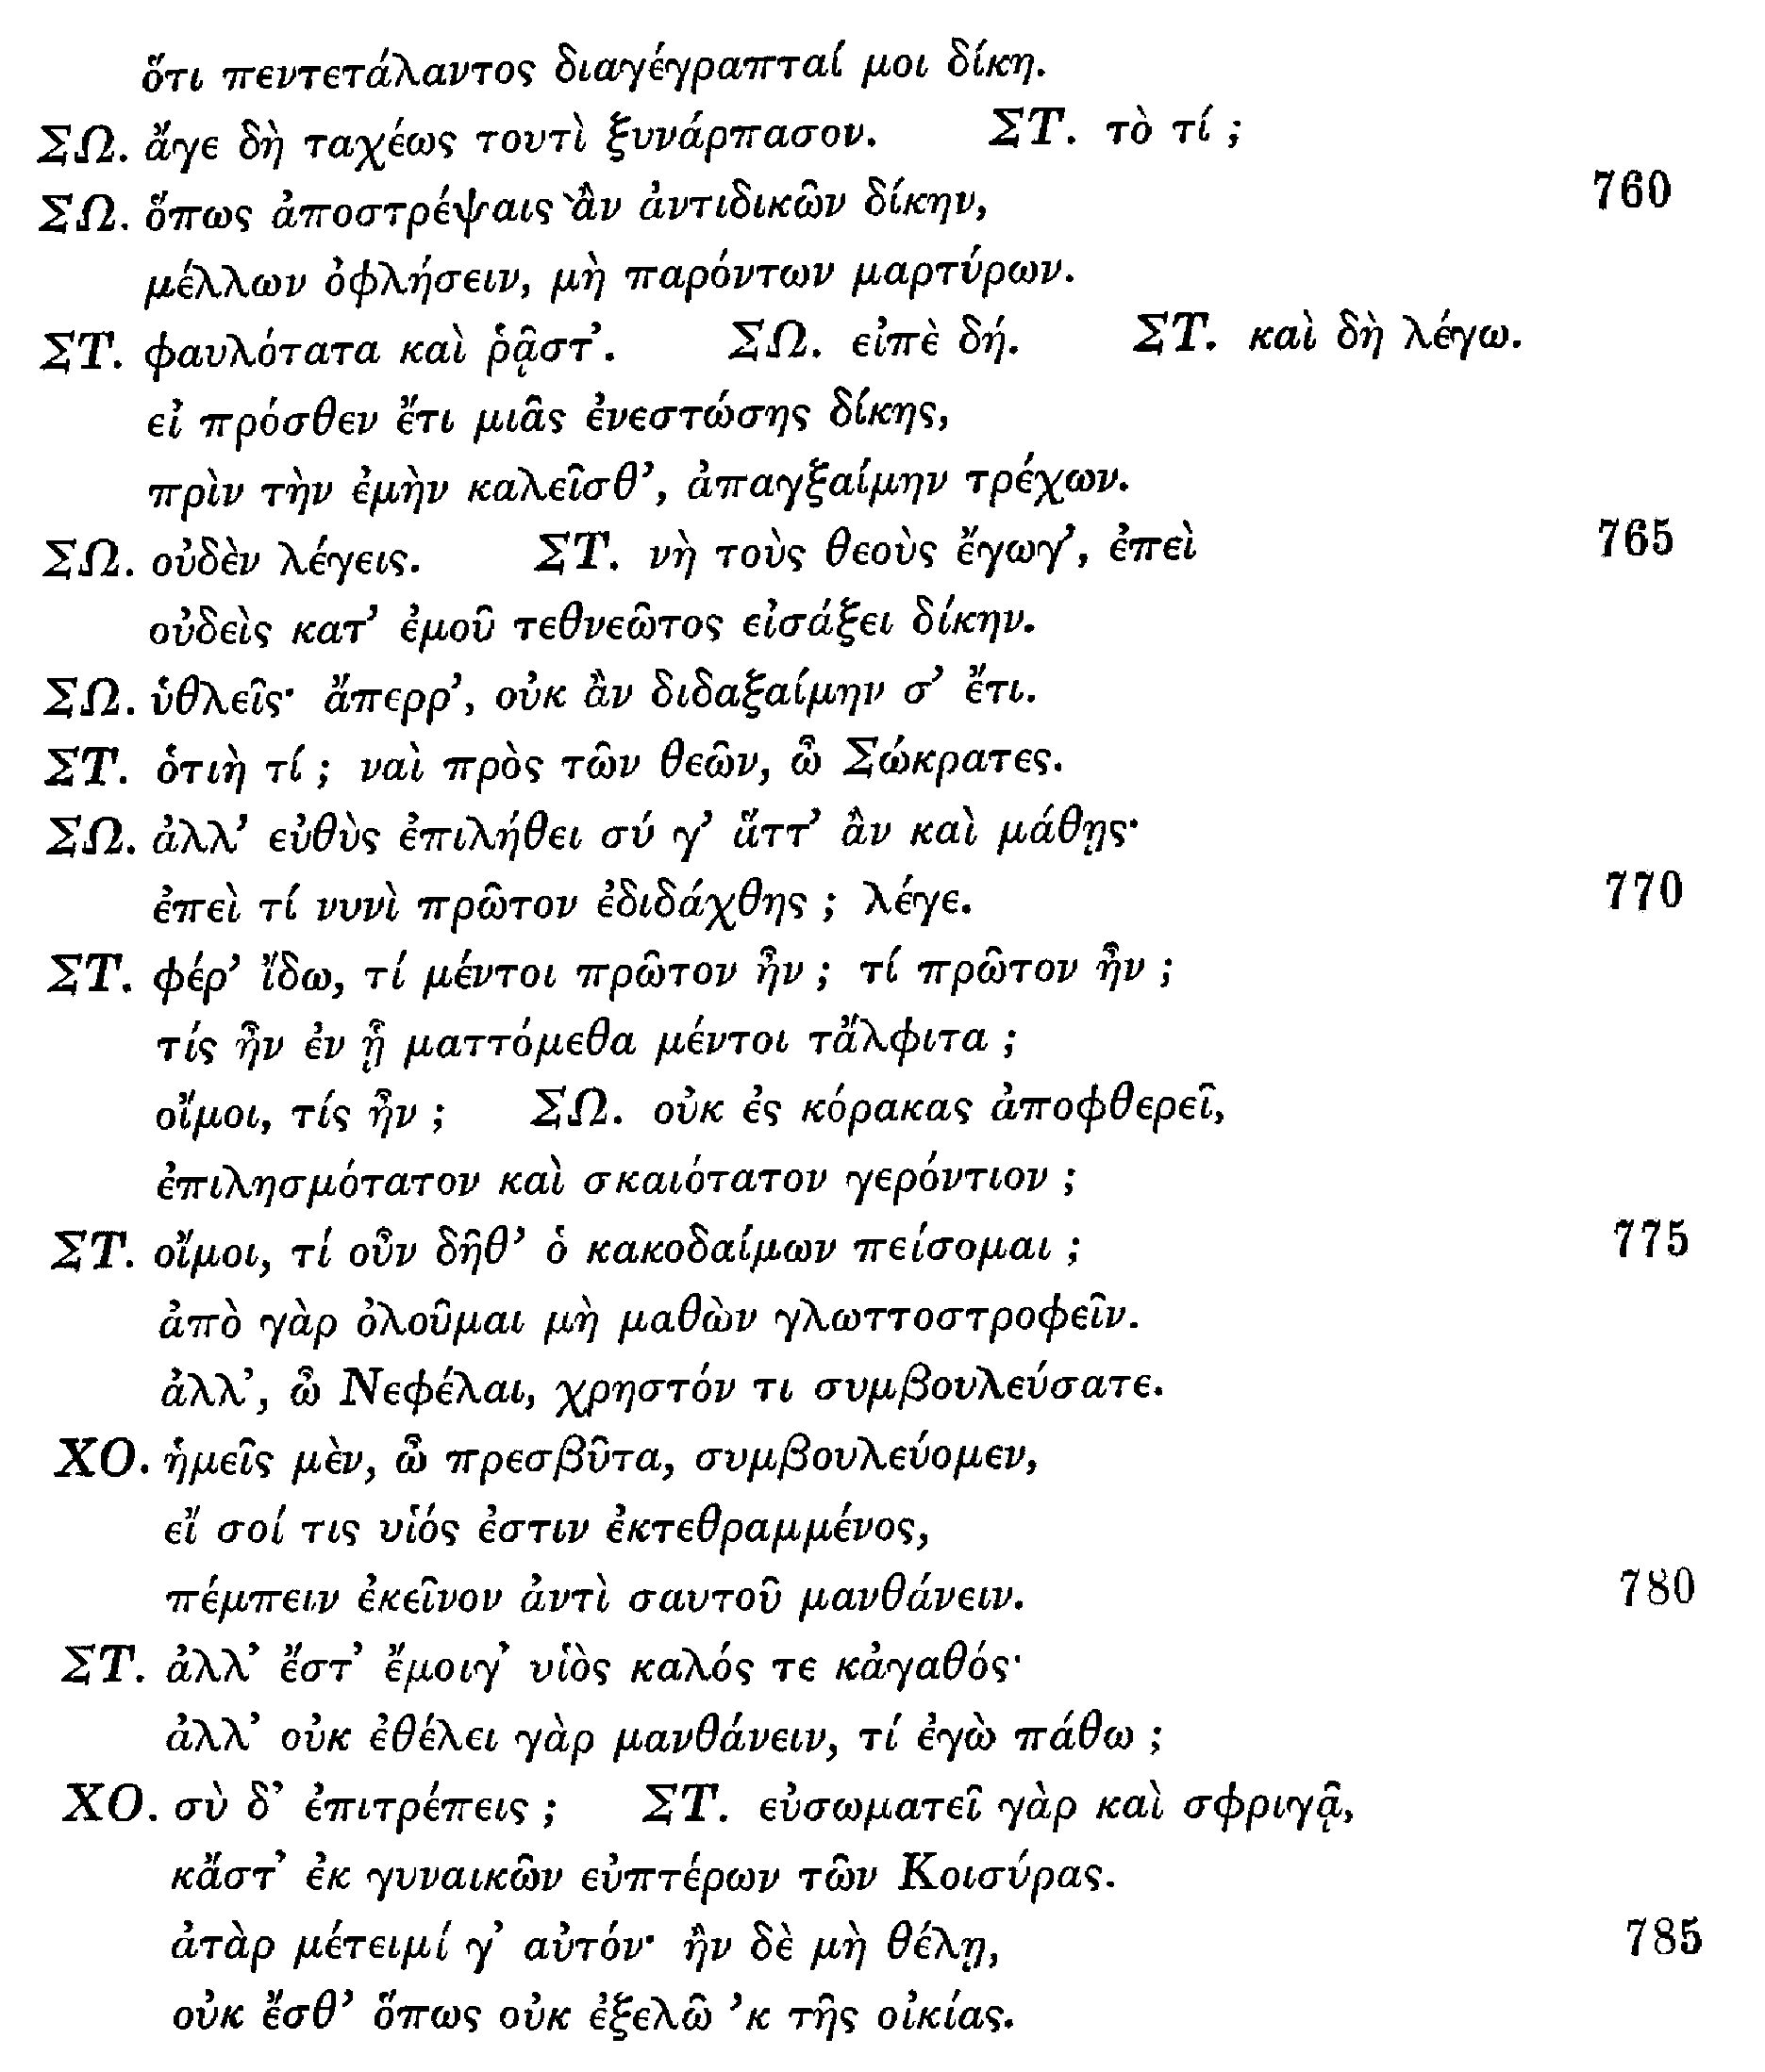 ὅτι πεντετάλαντος διαγέγραπταί μοι δίκη.
ΣΩ. ἄγε δὴ ταχέως τουτὶ ξυνάρπασον. ΣΤ. τὸ τί ;
ΣΩ. ὅπως ἀποστρέψαις ἂν ἀντιδικῶν δίκην, 760
μέλλων ὀφλήσειν, μὴ παρόντων μαρτύρων.
ΣΤ. φαυλότατα καὶ ῥᾷστ’. ΣΩ. εἰπὲ δή. ΣΤ. καὶ δὴ λέγω.
εἰ πρόσθεν ἔτι μιᾶς ἐνεστώσης δίκης,
πρὶν τὴν ἐμὴν καλεῖσθ’, ἀπαγξαίμην τρέχων.
ΣΩ. οὐδὲν λέγεις. ΣΤ. νὴ τοὺς θεοὺς ἔγωγ’, ἐπεὶ 765
οὐδεὶς κατ’ ἐμοῦ τεθνεῶτος εἰσάξει δίκην.
ΣΩ. ὑθλεῖς· ἄπερρ’, οὐκ ἂν διδαξαίμην σ’ ἔτι.
ΣΤ. ὁτιὴ τί ; ναὶ πρὸς τῶν θεῶν, ὦ Σώκρατες.
ΣΩ. ἀλλ’ εὐθὺς ἐπιλήθει σύ γ’ ἅττ’ ἂν καὶ μάθῃς·
ἐπεὶ τί νυνὶ πρῶτον ἐδιδάχθης ; λέγε. 770
ΣΤ. φέρ’ ἴδω, τί μέντοι πρῶτον ἦν ; τί πρῶτον ἦν ;
τίς ἦν ἐν ᾗ ματτόμεθα μέντοι τἄλφιτα ;
οἴμοι, τίς ἦν ; ΣΩ. οὐκ ἐς κόρακας ἀποφθερεῖ,
ἐπιλησμότατον καὶ σκαιότατον γερόντιον ;
ΣΤ. οἴμοι, τί οὖν δῆθ’ ὁ κακοδαίμων πείσομαι ; 775
ἀπὸ γὰρ ὀλοῦμαι μὴ μαθὼν γλωττοστροφεῖν.
ἀλλ’, ὦ Νεφέλαι, χρηστόν τι συμβουλεύσατε.
ΧΟ. ἡμεῖς μὲν, ὦ πρεσβῦτα, συμβουλεύομεν,
εἴ σοί τις υἱός ἐστιν ἐκτεθραμμένος,
πέμπειν ἐκεῖνον ἀντὶ σαυτοῦ μανθάνειν. 780
ΣΤ. ἀλλ’ ἔστ’ ἔμοιγ’ υἱὸς καλός τε κἀγαθός·
ἀλλ’ οὐκ ἐθέλει γὰρ μανθάνειν, τί ἐγὼ πάθω ;
ΧΟ. σὺ δ’ ἐπιτρέπεις ; ΣΤ. εὐσωματεῖ γὰρ καὶ σφριγᾷ,
κἄστ’ ἐκ γυναικῶν εὐπτέρων τῶν Κοισύρας.
ἀτὰρ μέτειμί γ’ αὐτόν· ἢν δὲ μὴ θέλῃ, 785
οὐκ ἔσθ’ ὅπως οὐκ ἐξελῶ ’κ τῆς οἰκίας.